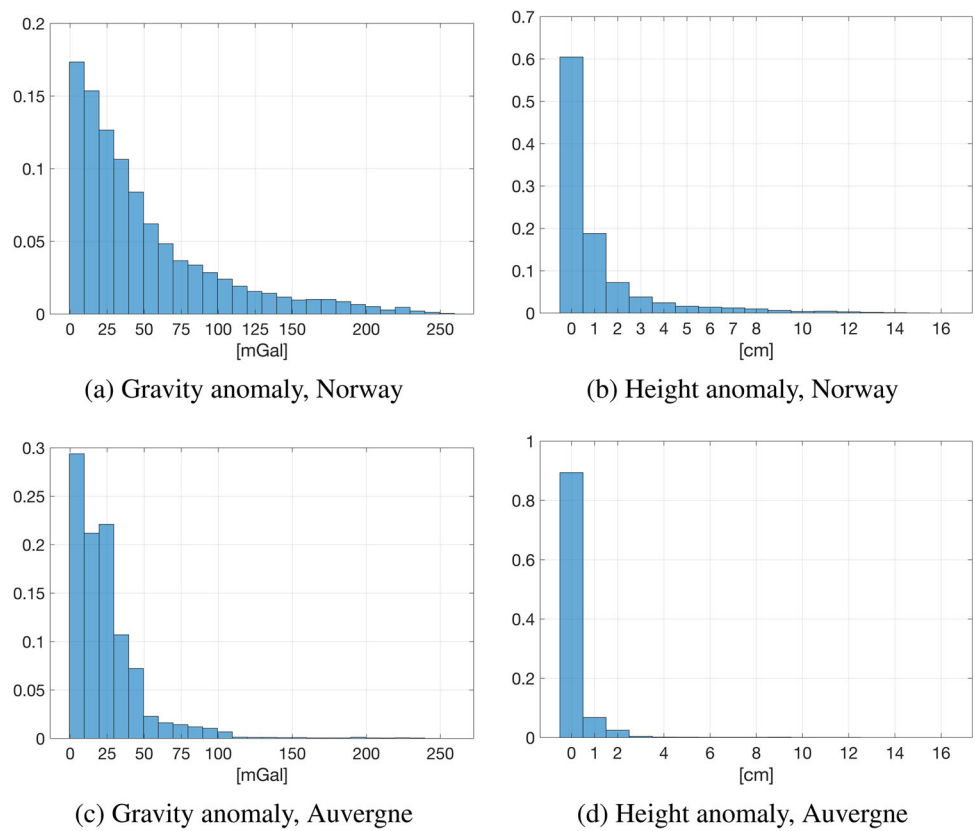 0.2
0.15
0.1
0.05
0
0 25 50 75 100 125 150 200 250
[mGal]
(a) Gravity anomaly, Norway
0.7
0.6
0.5
0.4
0.3
0.2
0.1
0
0 1 2 3 4 5 6 7 8 10 12 14 16
[cm]
(b) Height anomaly, Norway
0.3
0.25
0.2
0.15
0.1
0.05
0
0 25 50 75 100 150 200 250
[mGal]
(c) Gravity anomaly, Auvergne
1
0.8
0.6
0.4
0.2
0
0 1 2 4 6 8 10 12 14 16
[cm]
(d) Height anomaly, Auvergne